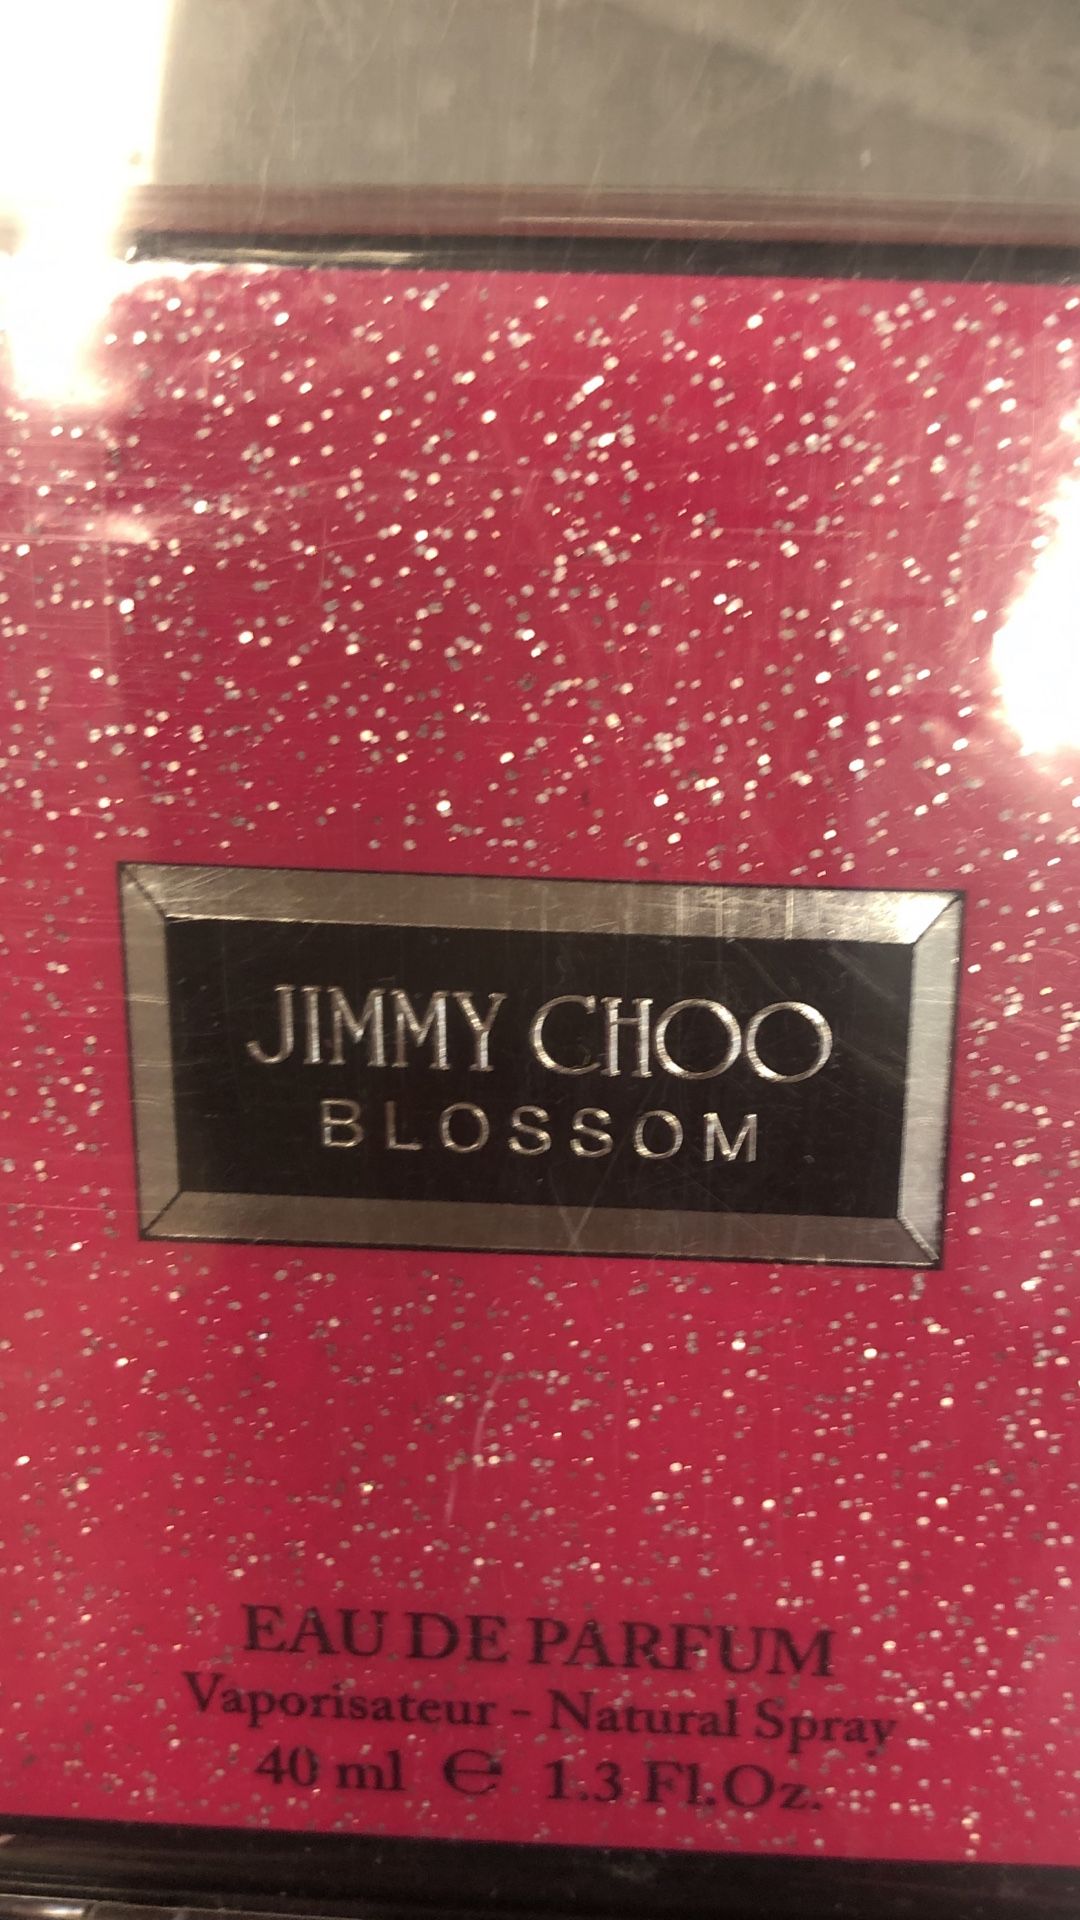 JIMMY CHOO
BLOSSOM
EAU DE PARFUM
Vaporisateur - Natural Spray
40 ml ℮ 1.3 Fl.Oz.